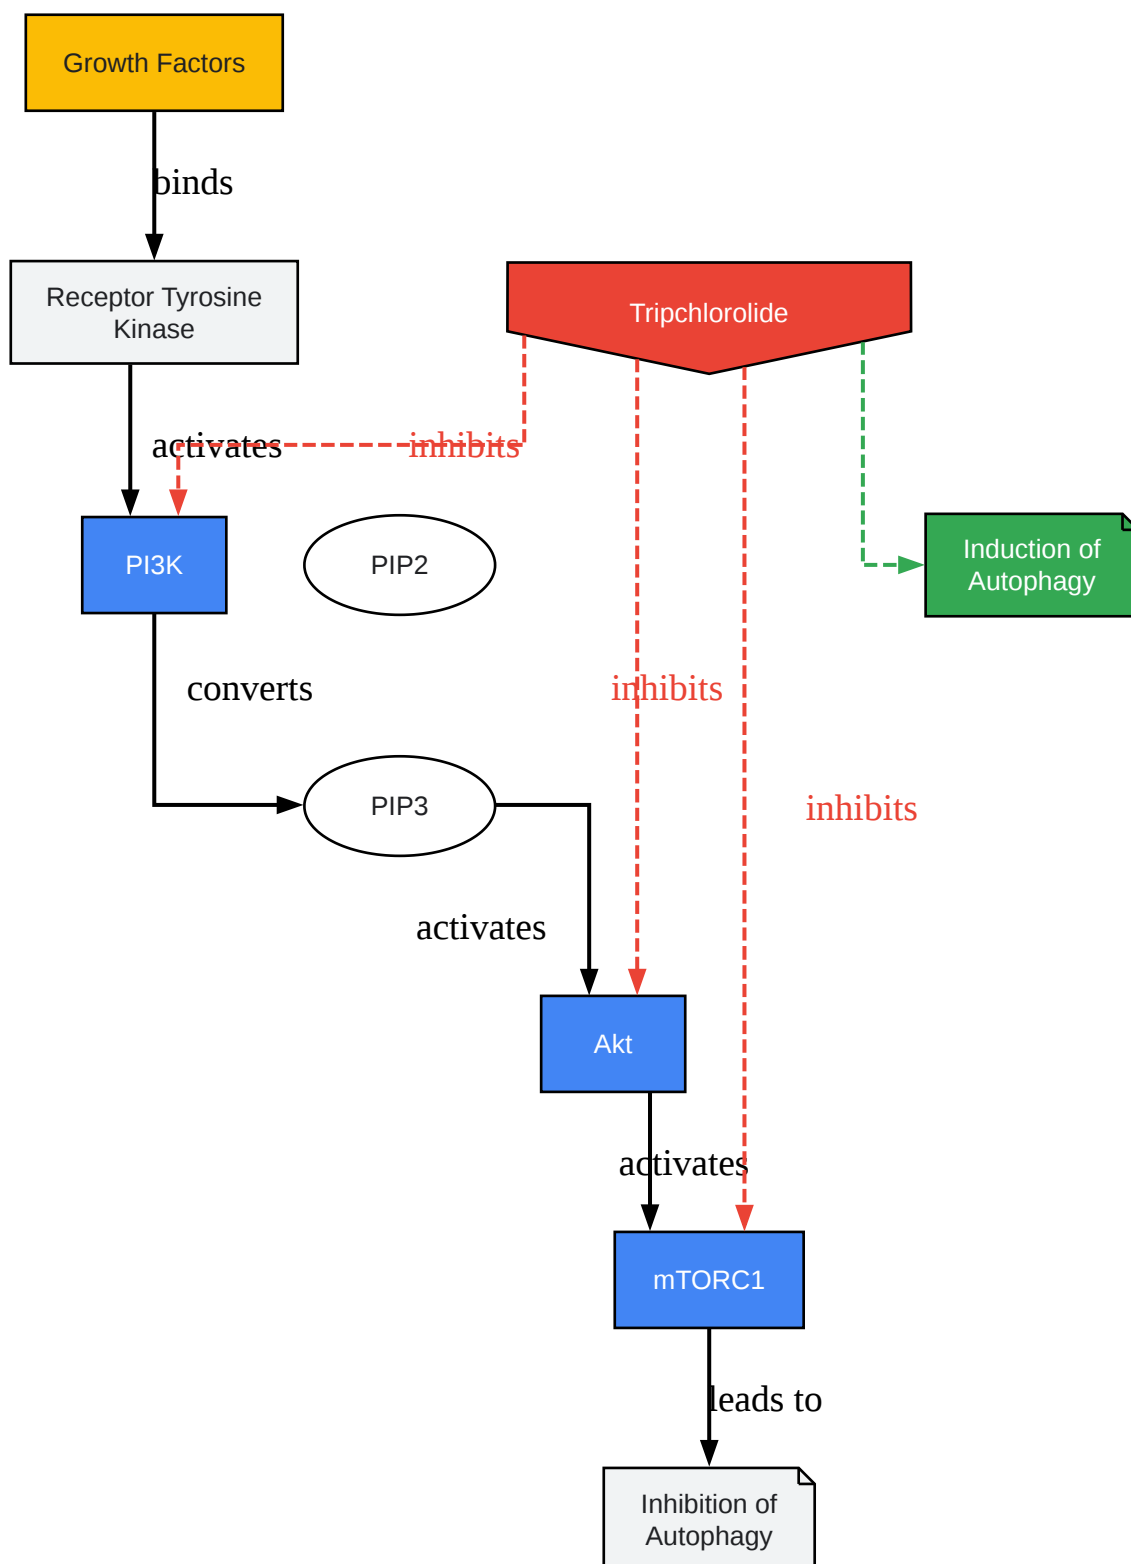 Growth Factors
binds
Receptor Tyrosine
Kinase
Tripchlorolide
activates
inhibits
PI3K
PIP2
Induction of
Autophagy
converts
inhibits
PIP3
inhibits
activates
Akt
activates
mTORC1
leads to
Inhibition of
Autophagy